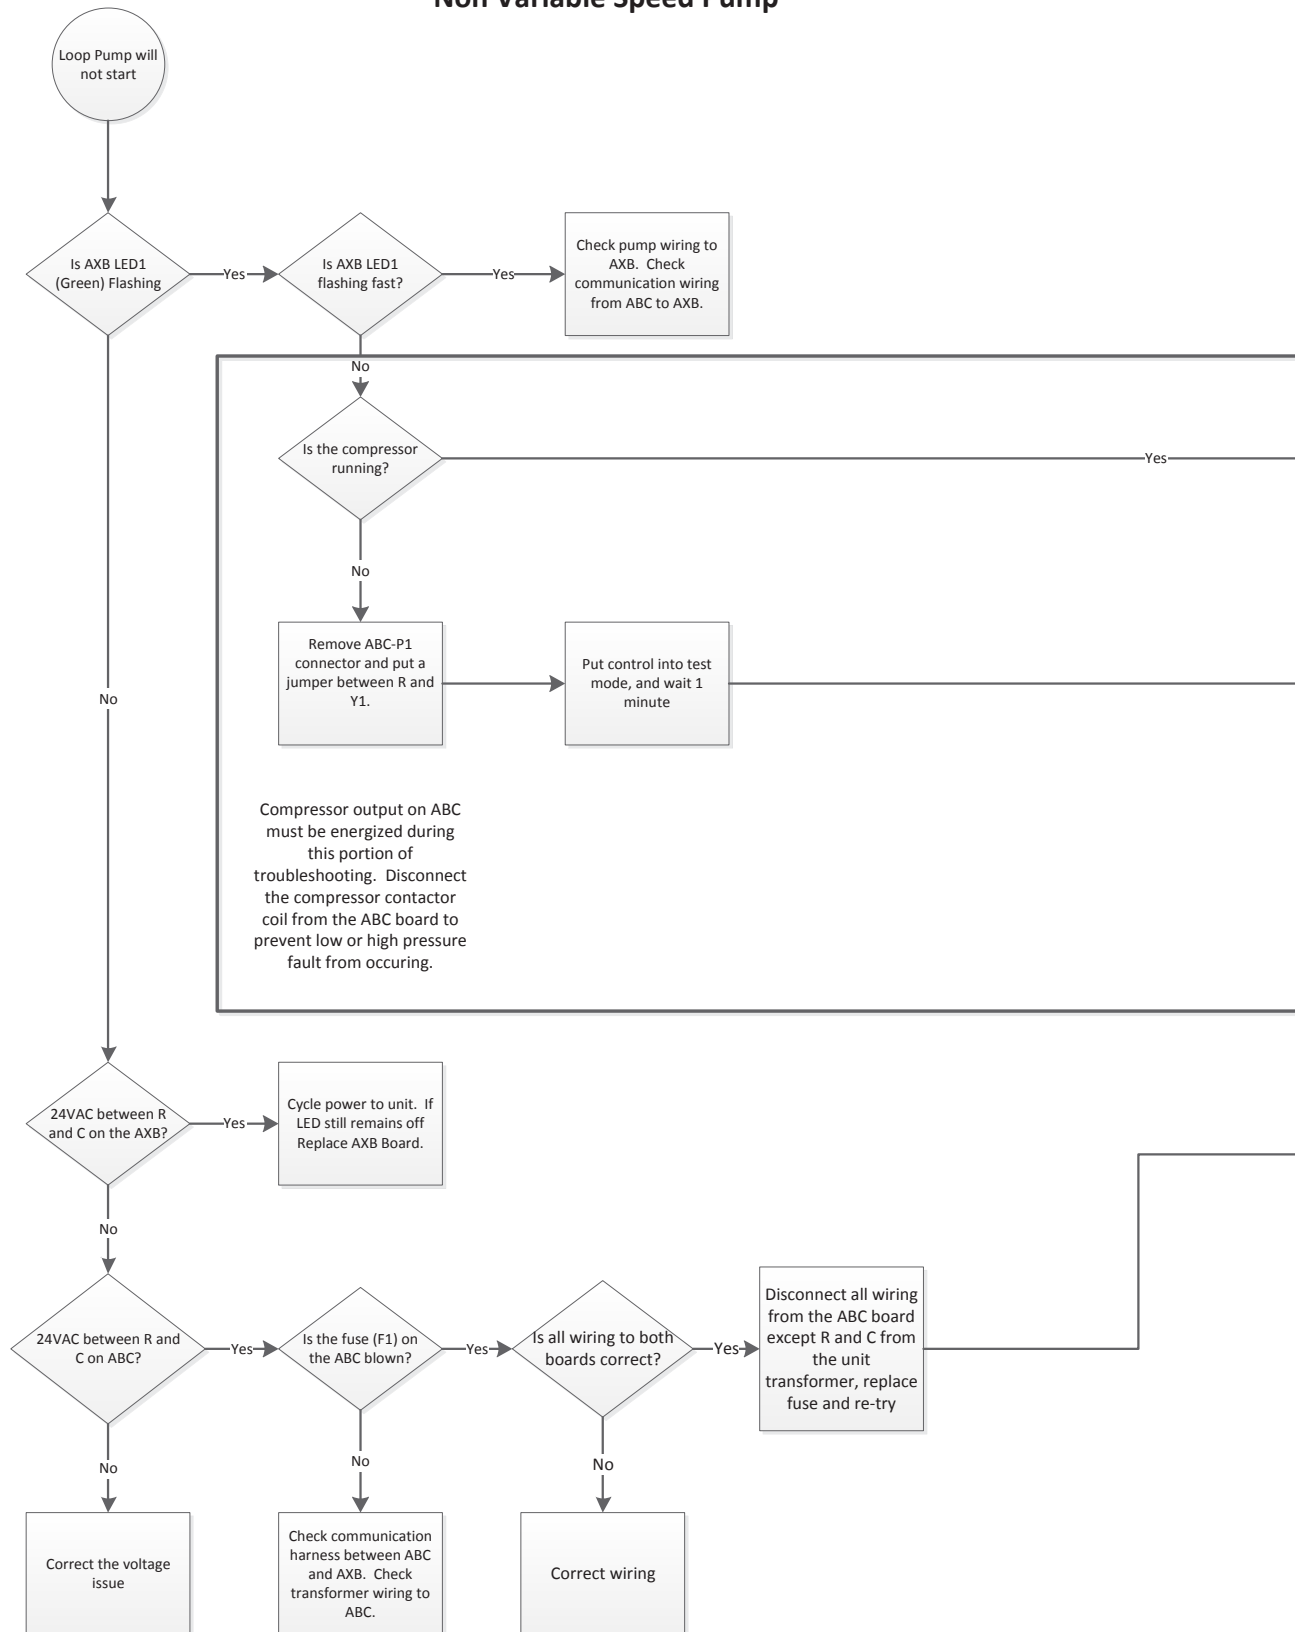 Non Variable Speed Pump
Loop Pump will
not start
Is AXB LED1
(Green) Flashing
Yes
Is AXB LED1
flashing fast?
Yes
Check pump wiring to
AXB. Check
communication wiring
from ABC to AXB.
No
Is the compressor
running?
Yes
No
Remove ABC-P1
connector and put a
jumper between R and
Y1.
Put control into test
mode, and wait 1
minute
No
Compressor output on ABC
must be energized during
this portion of
troubleshooting. Disconnect
the compressor contactor
coil from the ABC board to
prevent low or high pressure
fault from occuring.
24VAC between R
and C on the AXB?
Yes
Cycle power to unit. If
LED still remains off
Replace AXB Board.
No
24VAC between R and
C on ABC?
Yes
Is the fuse (F1) on
the ABC blown?
Yes
Is all wiring to both
boards correct?
Yes
Disconnect all wiring
from the ABC board
except R and C from
the unit
transformer, replace
fuse and re-try
No
No
No
Correct the voltage
issue
Check communication
harness between ABC
and AXB. Check
transformer wiring to
ABC.
Correct wiring